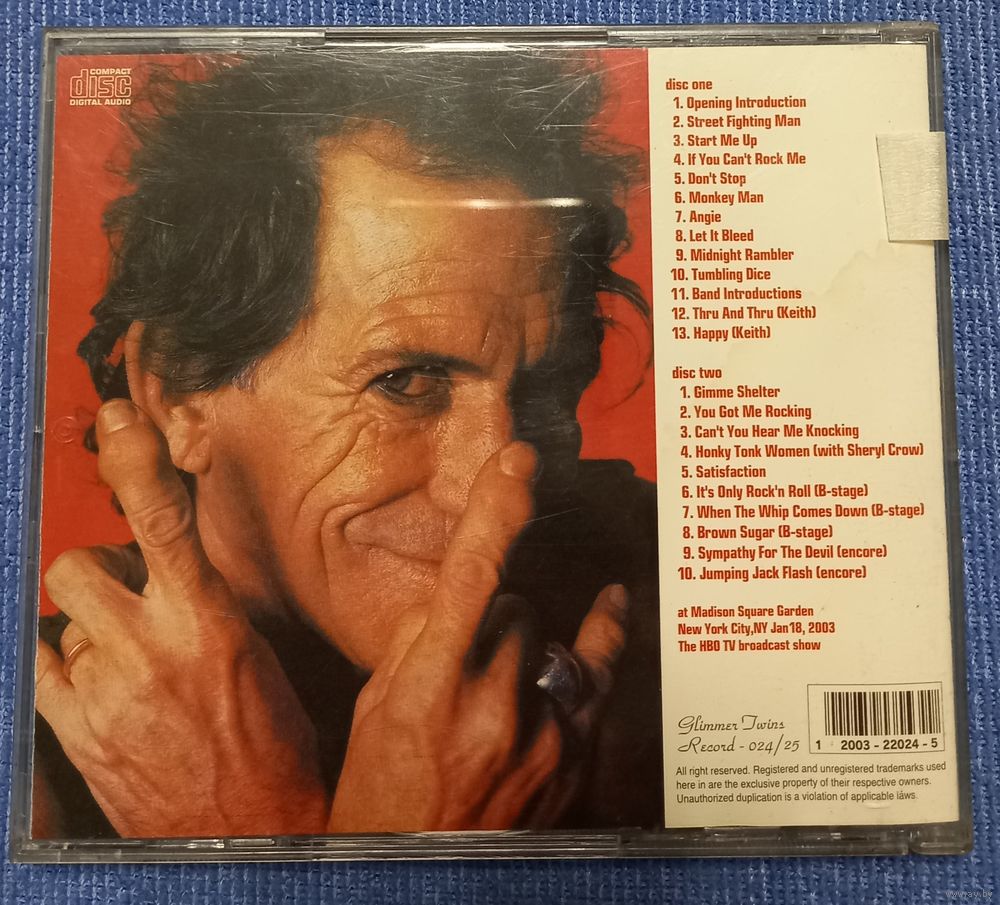 COMPACT
disc
DIGITAL AUDIO
disc one
1. Opening Introduction
2. Street Fighting Man
3. Start Me Up
4. If You Can't Rock Me
5. Don't Stop
6. Monkey Man
7. Angie
8. Let It Bleed
9. Midnight Rambler
10. Tumbling Dice
11. Band Introductions
12. Thru And Thru (Keith)
13. Happy (Keith)
disc two
1. Gimme Shelter
2. You Got Me Rocking
3. Can't You Hear Me Knocking
4. Honky Tonk Women (with Sheryl Crow)
5. Satisfaction
6. It's Only Rock'n Roll (B-stage)
7. When The Whip Comes Down (B-stage)
8. Brown Sugar (B-stage)
9. Sympathy For The Devil (encore)
10. Jumping Jack Flash (encore)
at Madison Square Garden
New York City,NY Jan18, 2003
The HBO TV broadcast show
Glimmer Twins
Record - 024/25
1 2003 - 22024 - 5
All right reserved. Registered and unregistered trademarks used
here in are the exclusive property of their respective owners.
Unauthorized duplication is a violation of applicable laws.